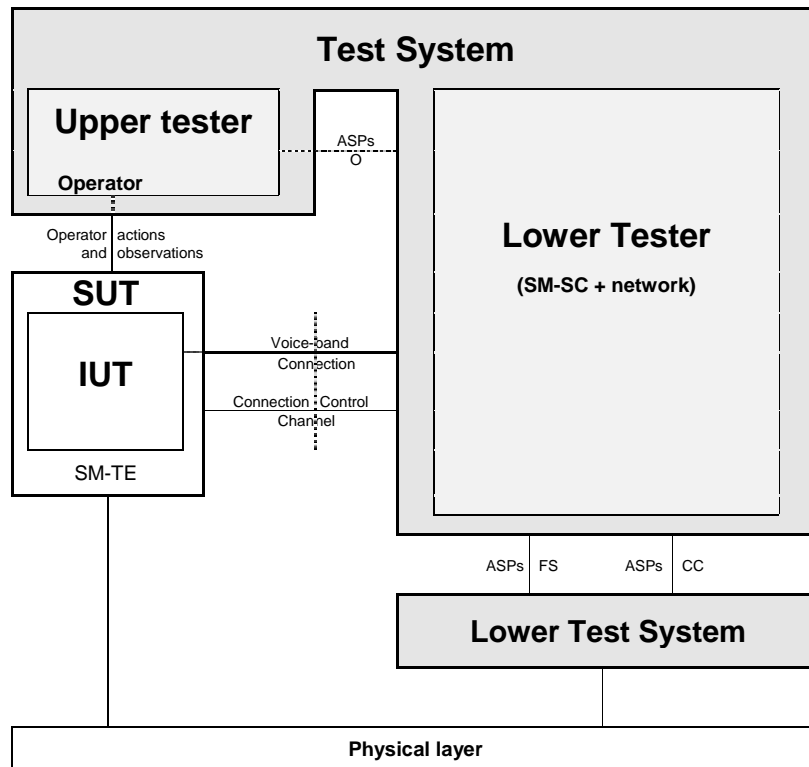 Test System
Upper tester
ASPs
O
Operator
Operator actions
and observations
Lower Tester
(SM-SC + network)
SUT
IUT
Voice-band
Connection
Connection Control
Channel
SM-TE
ASPs FS
ASPs CC
Lower Test System
Physical layer